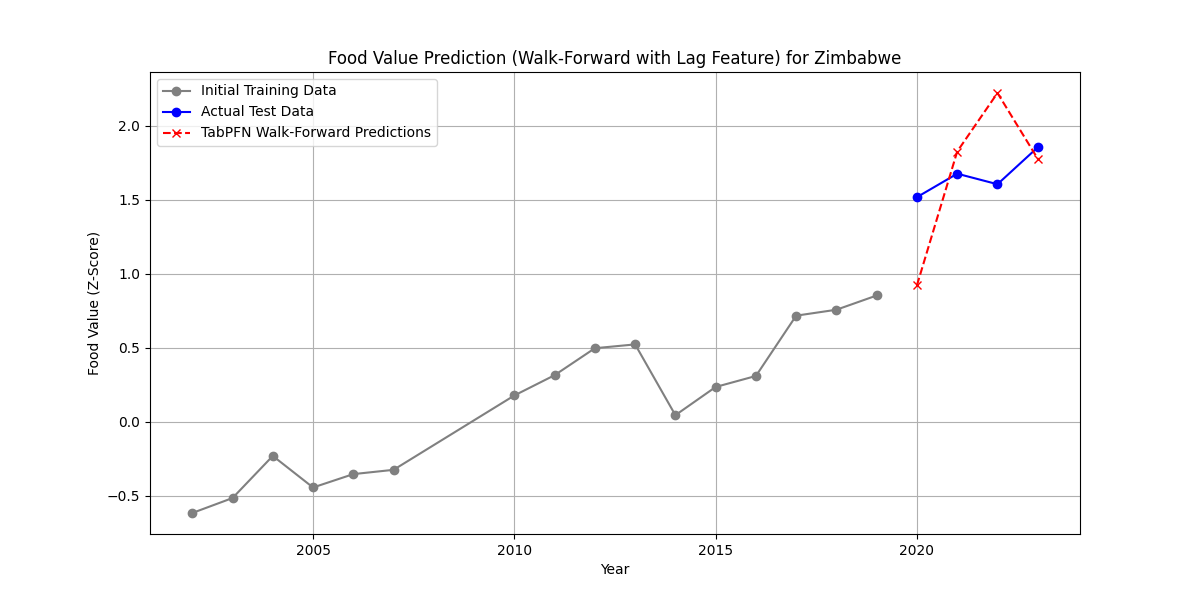 Food Value Prediction (Walk-Forward with Lag Feature) for Zimbabwe
Initial Training Data
Actual Test Data
TabPFN Walk-Forward Predictions
Food Value (Z-Score)
2.0
1.5
1.0
0.5
0.0
−0.5
2005 2010 2015 2020
Year